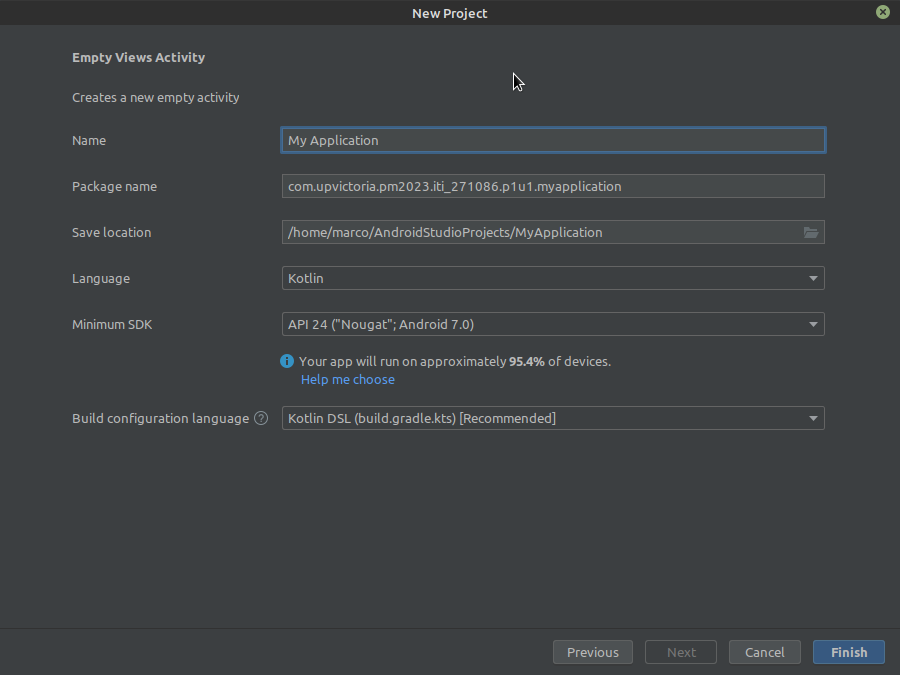 New Project
Empty Views Activity
Creates a new empty activity
Name My Application
Package name com.upvictoria.pm2023.iti_271086.p1u1.myapplication
Save location /home/marco/AndroidStudioProjects/MyApplication
Language Kotlin
Minimum SDK API 24 ("Nougat"; Android 7.0)
Your app will run on approximately 95.4% of devices.
Help me choose
Build configuration language ? Kotlin DSL (build.gradle.kts) [Recommended]
Previous Next Cancel Finish